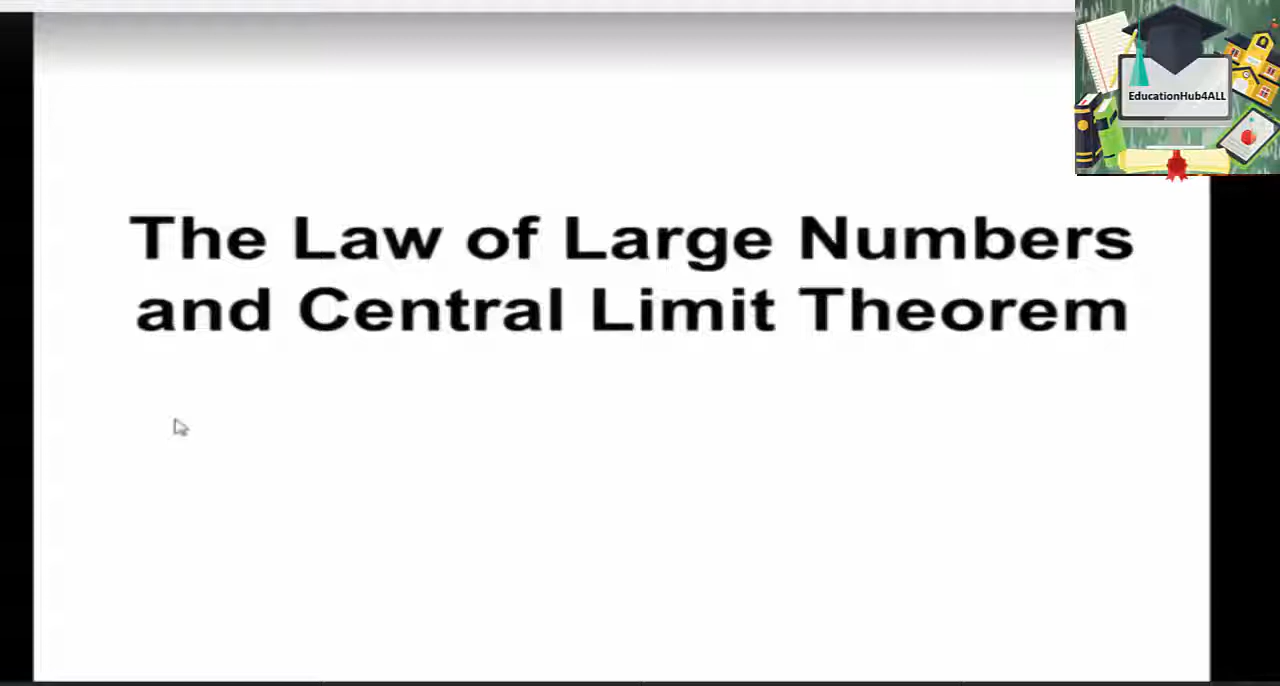 EducationHub4ALL
The Law of Large Numbers
and Central Limit Theorem